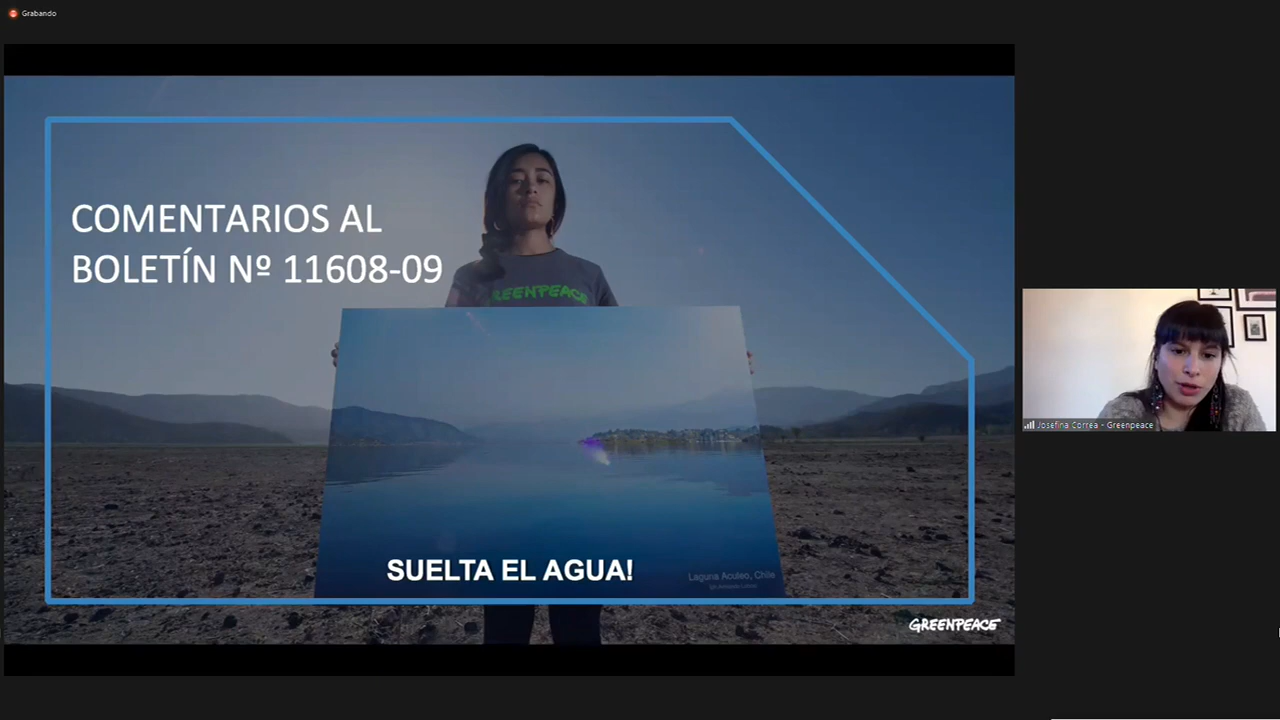 Grabando
COMENTARIOS AL
BOLETÍN Nº 11608-09
GREENPEACE
SUELTA EL AGUA!
Laguna Aculeo, Chile
GREENPEACE
Josefina Correa - Greenpeace